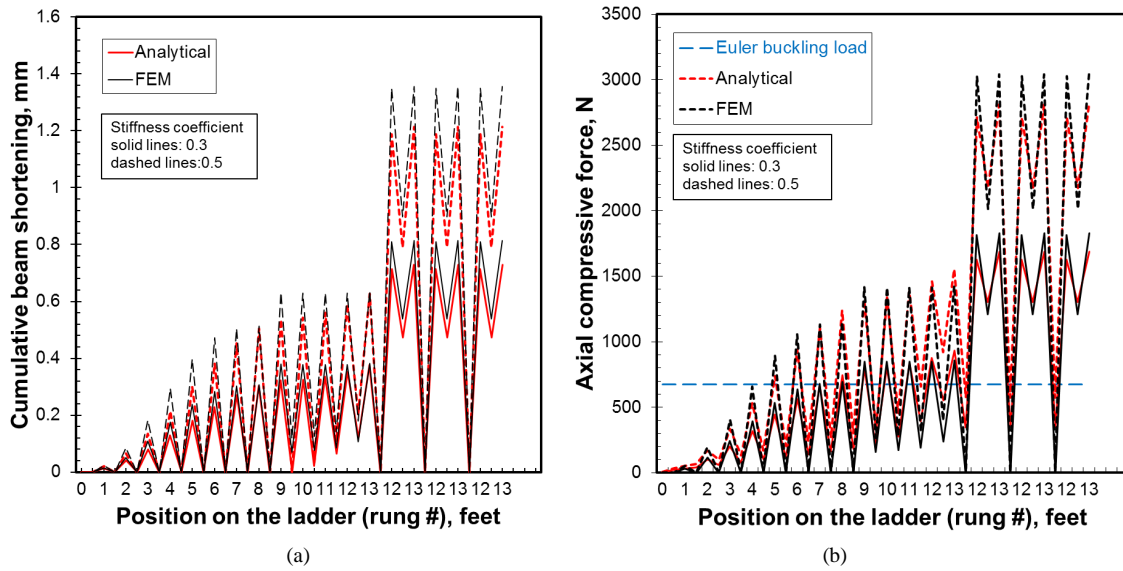 1.6
1.4
1.2
1
0.8
0.6
0.4
0.2
0
Cumulative beam shortening, mm
Analytical
FEM
Stiffness coefficient
solid lines: 0.3
dashed lines:0.5
0 1 2 3 4 5 6 7 8 9 10 11 12 13 12 13 12 13 12 13
Position on the ladder (rung #), feet
(a)
3500
3000
2500
2000
1500
1000
500
0
Axial compressive force, N
Euler buckling load
Analytical
FEM
Stiffness coefficient
solid lines: 0.3
dashed lines: 0.5
0 1 2 3 4 5 6 7 8 9 10 11 12 13 12 13 12 13 12 13
Position on the ladder (rung #), feet
(b)